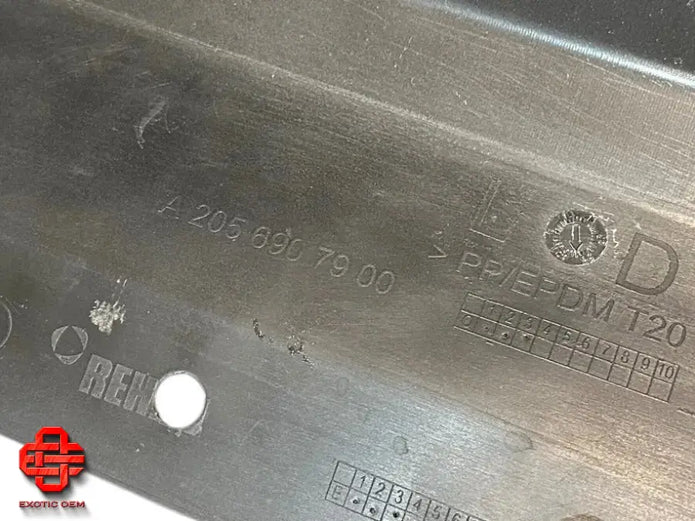 A 205 690 79 00
L
D
>PP/EPDM T20
1 2 3 4 5 6 7 8 9 10
C
1 2 3 4 5 6
E
EXOTIC OEM